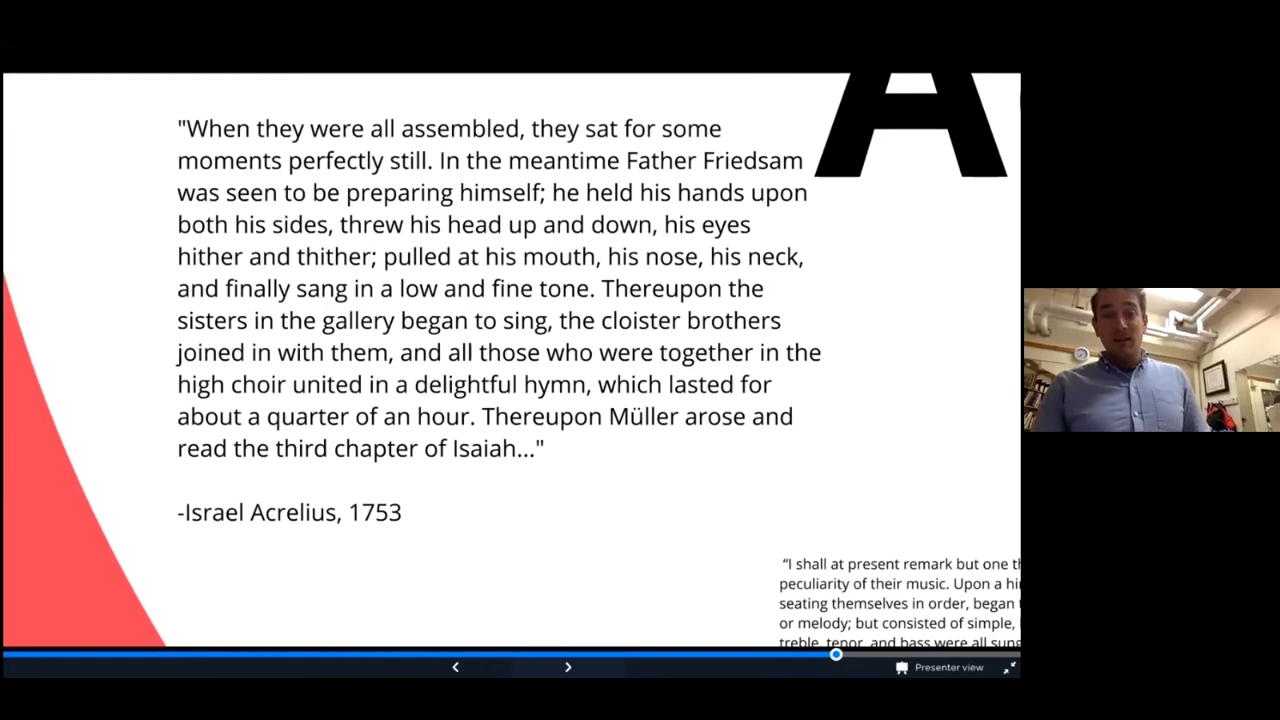 A
"When they were all assembled, they sat for some
moments perfectly still. In the meantime Father Friedsam
was seen to be preparing himself; he held his hands upon
both his sides, threw his head up and down, his eyes
hither and thither; pulled at his mouth, his nose, his neck,
and finally sang in a low and fine tone. Thereupon the
sisters in the gallery began to sing, the cloister brothers
joined in with them, and all those who were together in the
high choir united in a delightful hymn, which lasted for
about a quarter of an hour. Thereupon Müller arose and
read the third chapter of Isaiah..."
-Israel Acrelius, 1753
“I shall at present remark but one
peculiarity of their music. Upon a
seating themselves in order, began
or melody; but consisted of simple,
treble, tenor, and bass were all sung
Presenter view